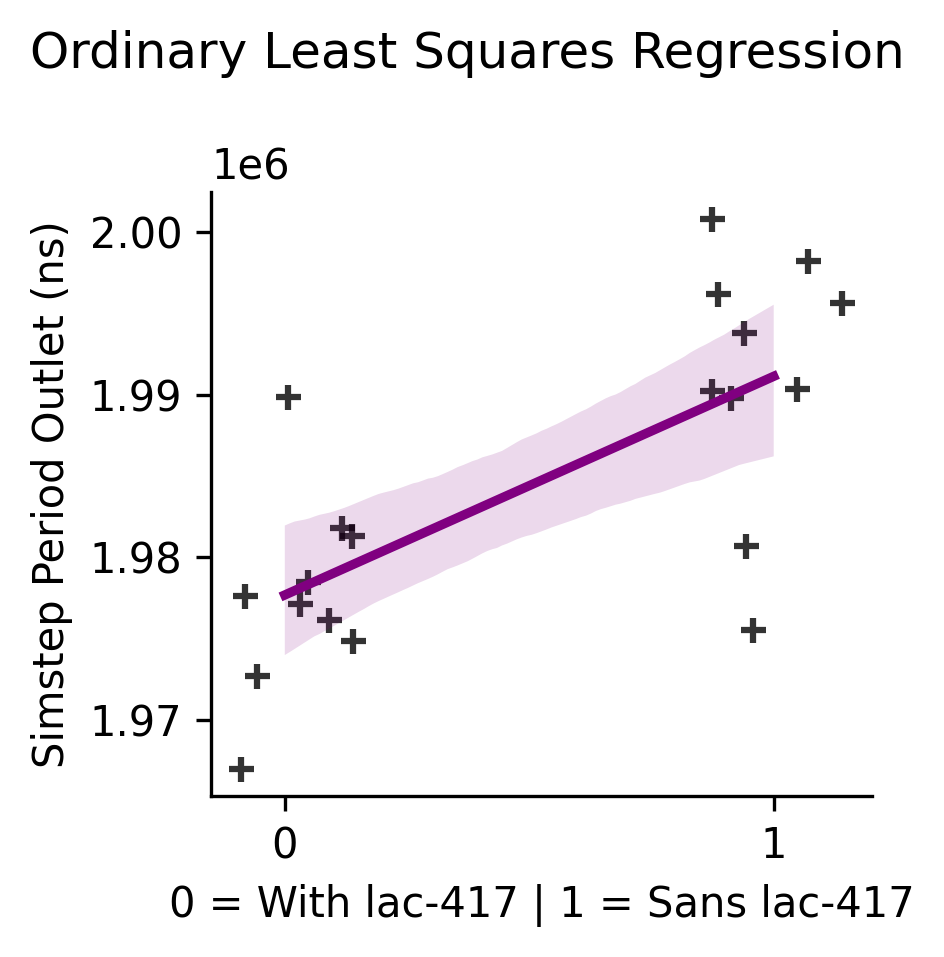 Ordinary Least Squares Regression
1e6
Simstep Period Outlet (ns)
2.00
1.99
1.98
1.97
0 1
0 = With lac-417 | 1 = Sans lac-417